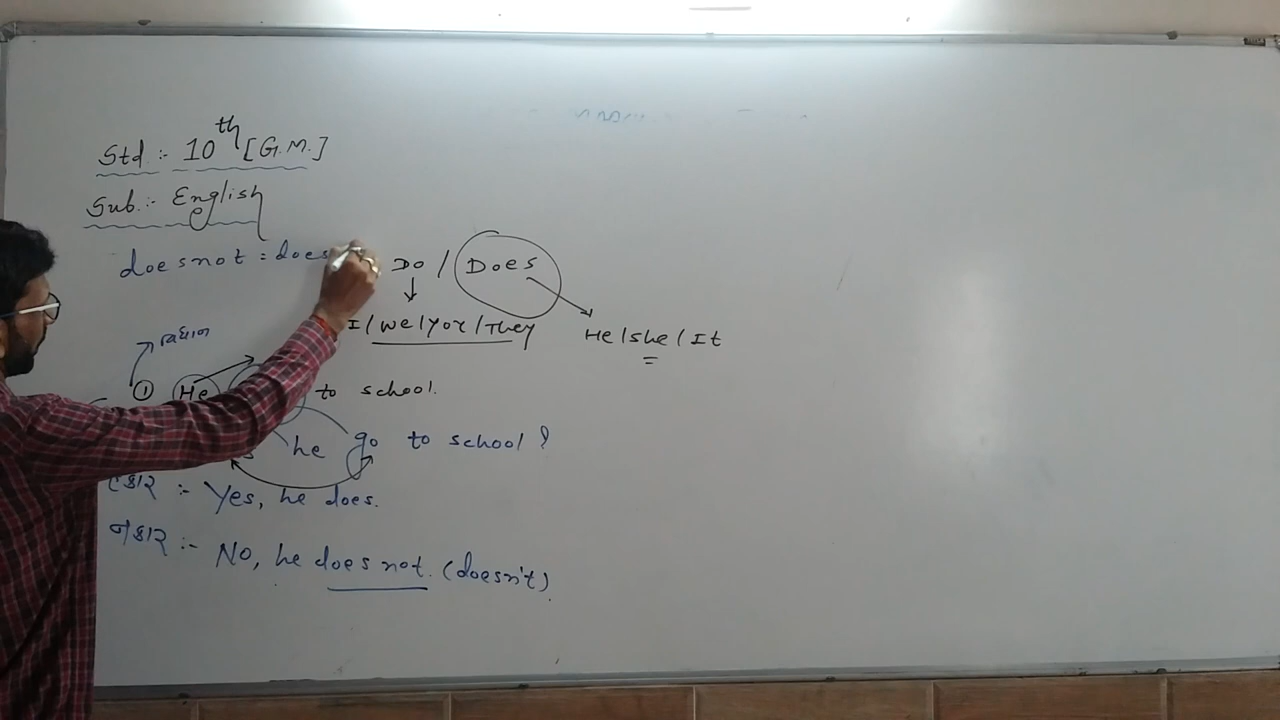 Std :- 10th [G.M.]
Sub :- English
doesnot = does
Do / Does
I / We / You / They
He / She / It
વિધાન
① He to school.
he go to school ?
હકાર :- Yes, he does.
નકાર :- No, he does not. (doesn't)